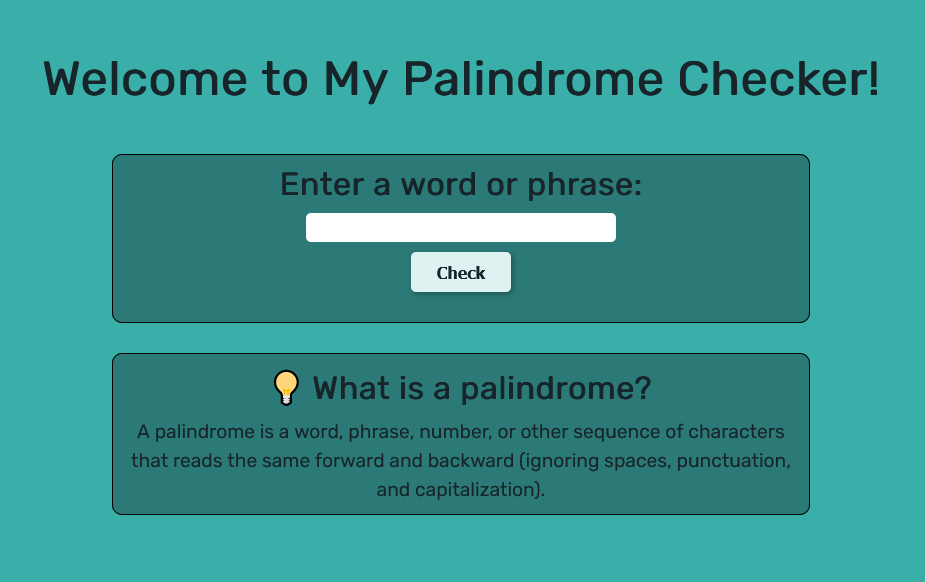 Welcome to My Palindrome Checker!
Enter a word or phrase:
Check
What is a palindrome?
A palindrome is a word, phrase, number, or other sequence of characters
that reads the same forward and backward (ignoring spaces, punctuation,
and capitalization).